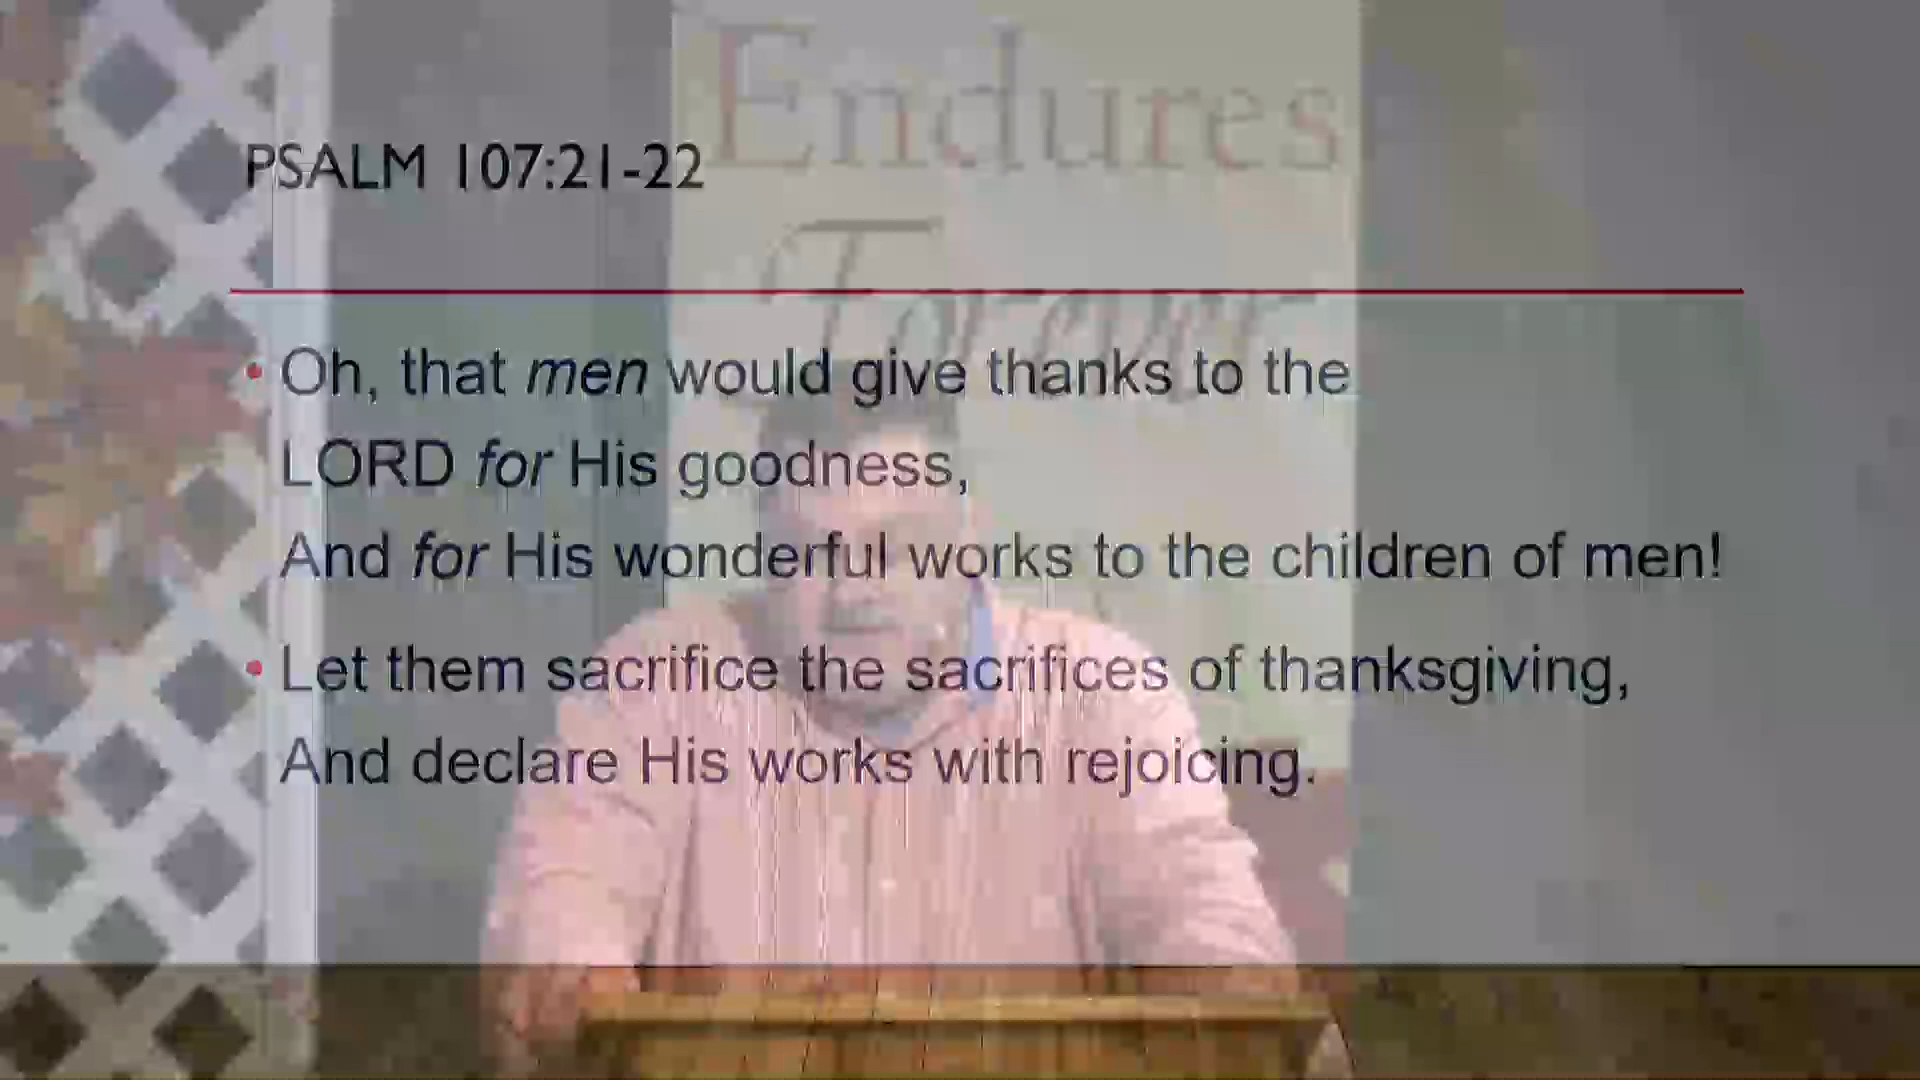 Endures
Forever
PSALM 107:21-22
• Oh, that men would give thanks to the
LORD for His goodness,
And for His wonderful works to the children of men!
• Let them sacrifice the sacrifices of thanksgiving,
And declare His works with rejoicing.